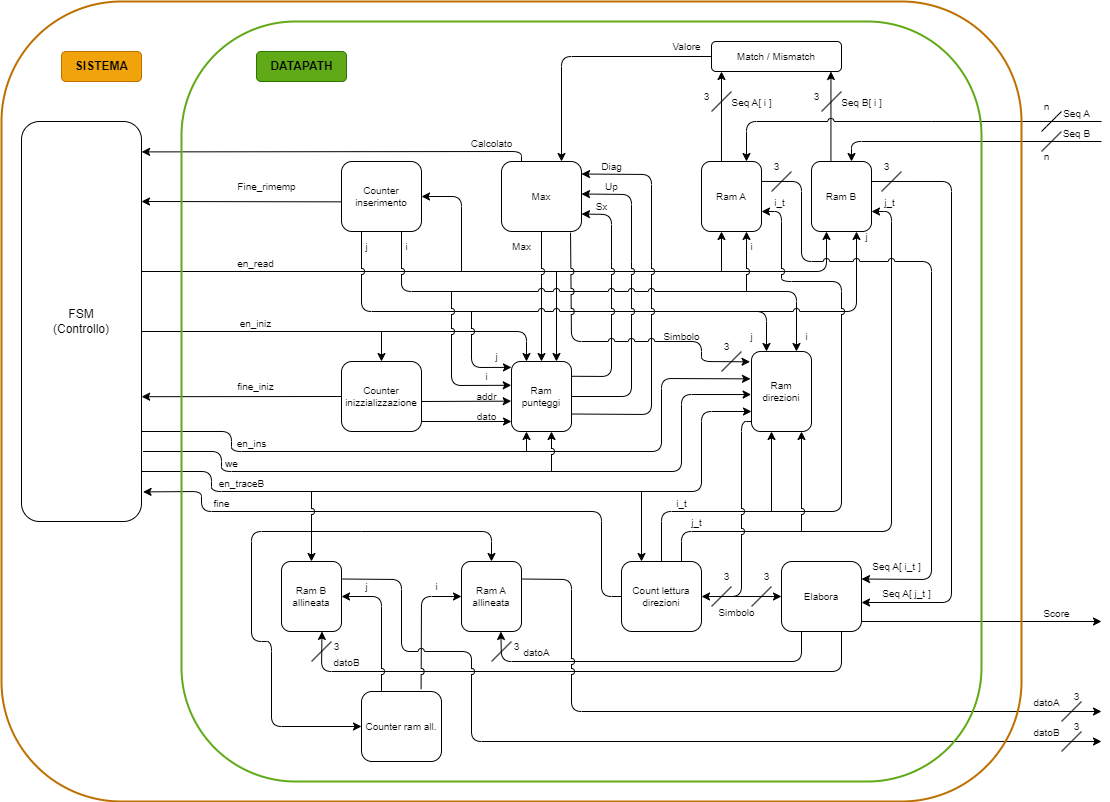 Valore
Match / Mismatch
SISTEMA
DATAPATH
3
Seq A[ i ]
3
Seq B[ i ]
n
Seq A
Seq B
n
Calcolato
Fine_rimemp
Counter
inserimento
Max
Diag
Up
Sx
Ram A
3
i_t
Ram B
3
j_t
j
i
Max
i
j
en_read
FSM
(Controllo)
en_iniz
Simbolo
3
j
i
fine_iniz
Counter
inizzializzazione
j
i
addr
dato
Ram
punteggi
Ram
direzioni
en_ins
we
en_traceB
fine
i_t
j_t
Ram B
allineata
j
i
Ram A
allineata
Count lettura
direzioni
3
3
Simbolo
Elabora
Seq A[ i_t ]
Seq A[ j_t ]
Score
3
datoB
3
datoA
Counter ram all.
datoA
3
datoB
3